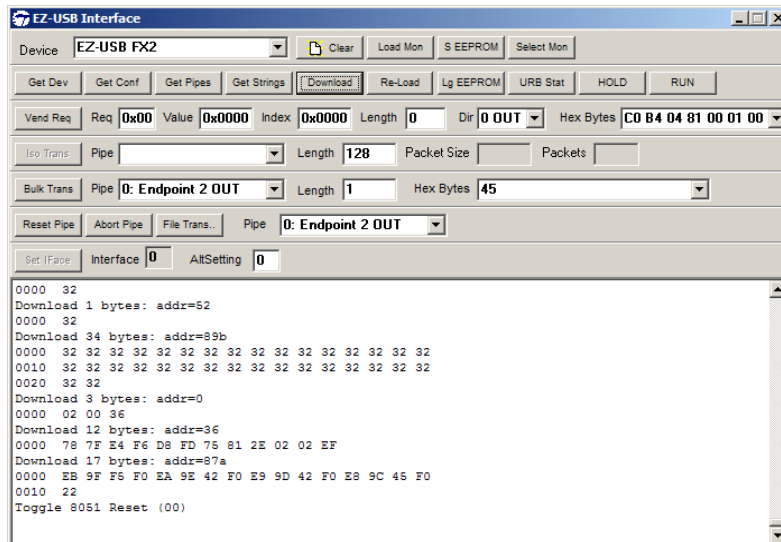 EZ-USB Interface
Device EZ-USB FX2 Clear Load Mon S EEPROM Select Mon
Get Dev Get Conf Get Pipes Get Strings Download Re-Load Lg EEPROM URB Stat HOLD RUN
Vend Req Req 0x00 Value 0x0000 Index 0x0000 Length 0 Dir 0 OUT Hex Bytes C0 B4 04 81 00 01 00
Iso Trans Pipe Length 128 Packet Size Packets
Bulk Trans Pipe 0: Endpoint 2 OUT Length 1 Hex Bytes 45
Reset Pipe Abort Pipe File Trans.. Pipe 0: Endpoint 2 OUT
Set IFace Interface 0 AltSetting 0
0000 32
Download 1 bytes: addr=52
0000 32
Download 34 bytes: addr=89b
0000 32 32 32 32 32 32 32 32 32 32 32 32 32 32 32 32
0010 32 32 32 32 32 32 32 32 32 32 32 32 32 32 32 32
0020 32 32
Download 3 bytes: addr=0
0000 02 00 36
Download 12 bytes: addr=36
0000 78 7F E4 F6 D8 FD 75 81 2E 02 02 EF
Download 17 bytes: addr=87a
0000 EB 9F F5 F0 EA 9E 42 F0 E9 9D 42 F0 E8 9C 45 F0
0010 22
Toggle 8051 Reset (00)